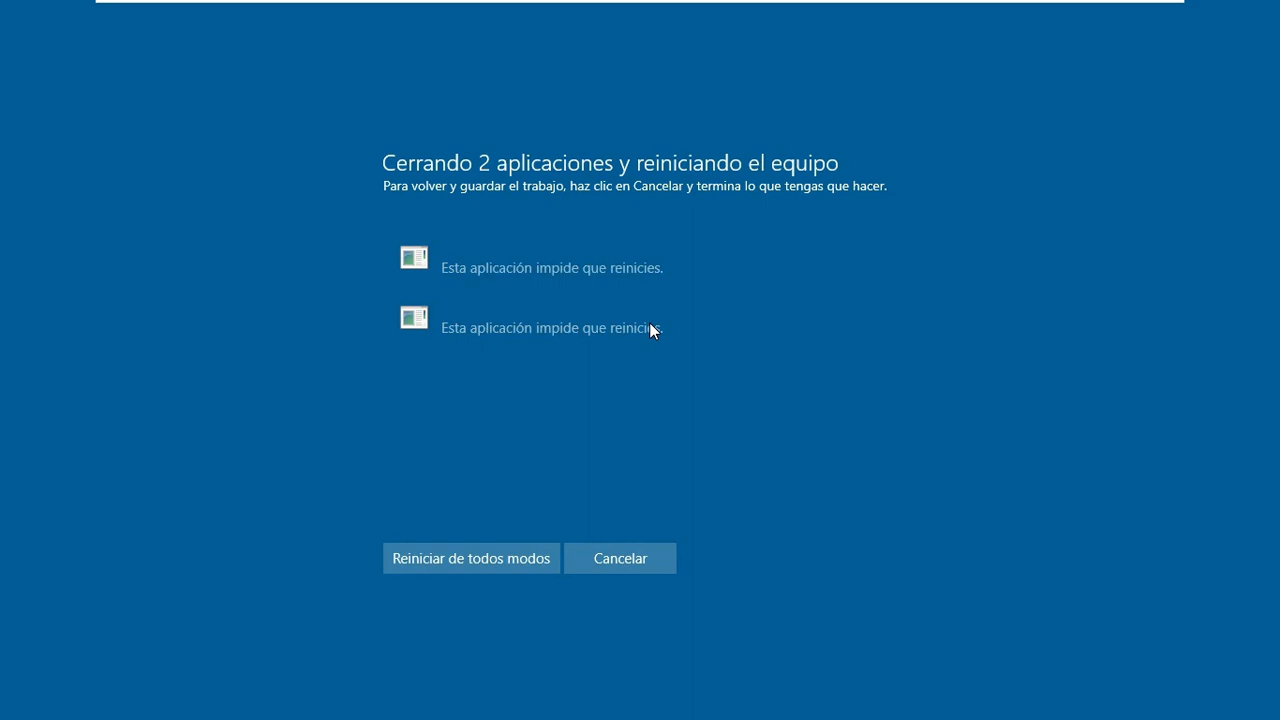 Cerrando 2 aplicaciones y reiniciando el equipo
Para volver y guardar el trabajo, haz clic en Cancelar y termina lo que tengas que hacer.
Esta aplicación impide que reinicies.
Esta aplicación impide que reinicies.
Reiniciar de todos modos
Cancelar